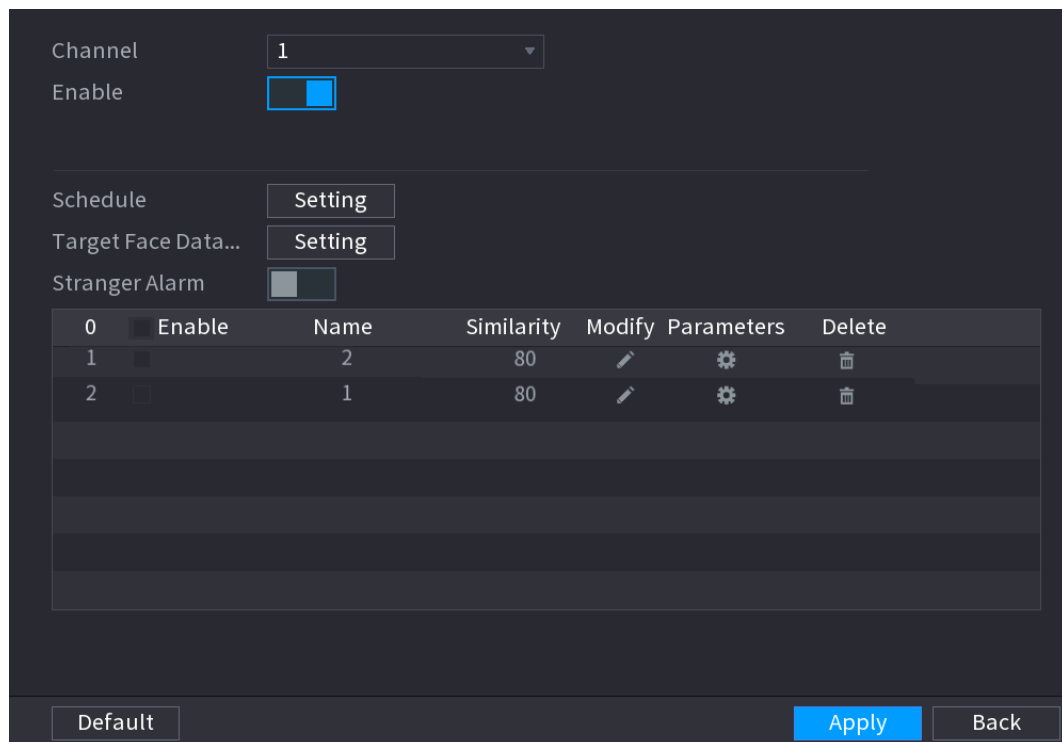 Channel 1
Enable
Schedule Setting
Target Face Data... Setting
Stranger Alarm
0 Enable Name Similarity Modify Parameters Delete
1 2 80
2 1 80
Default Apply Back